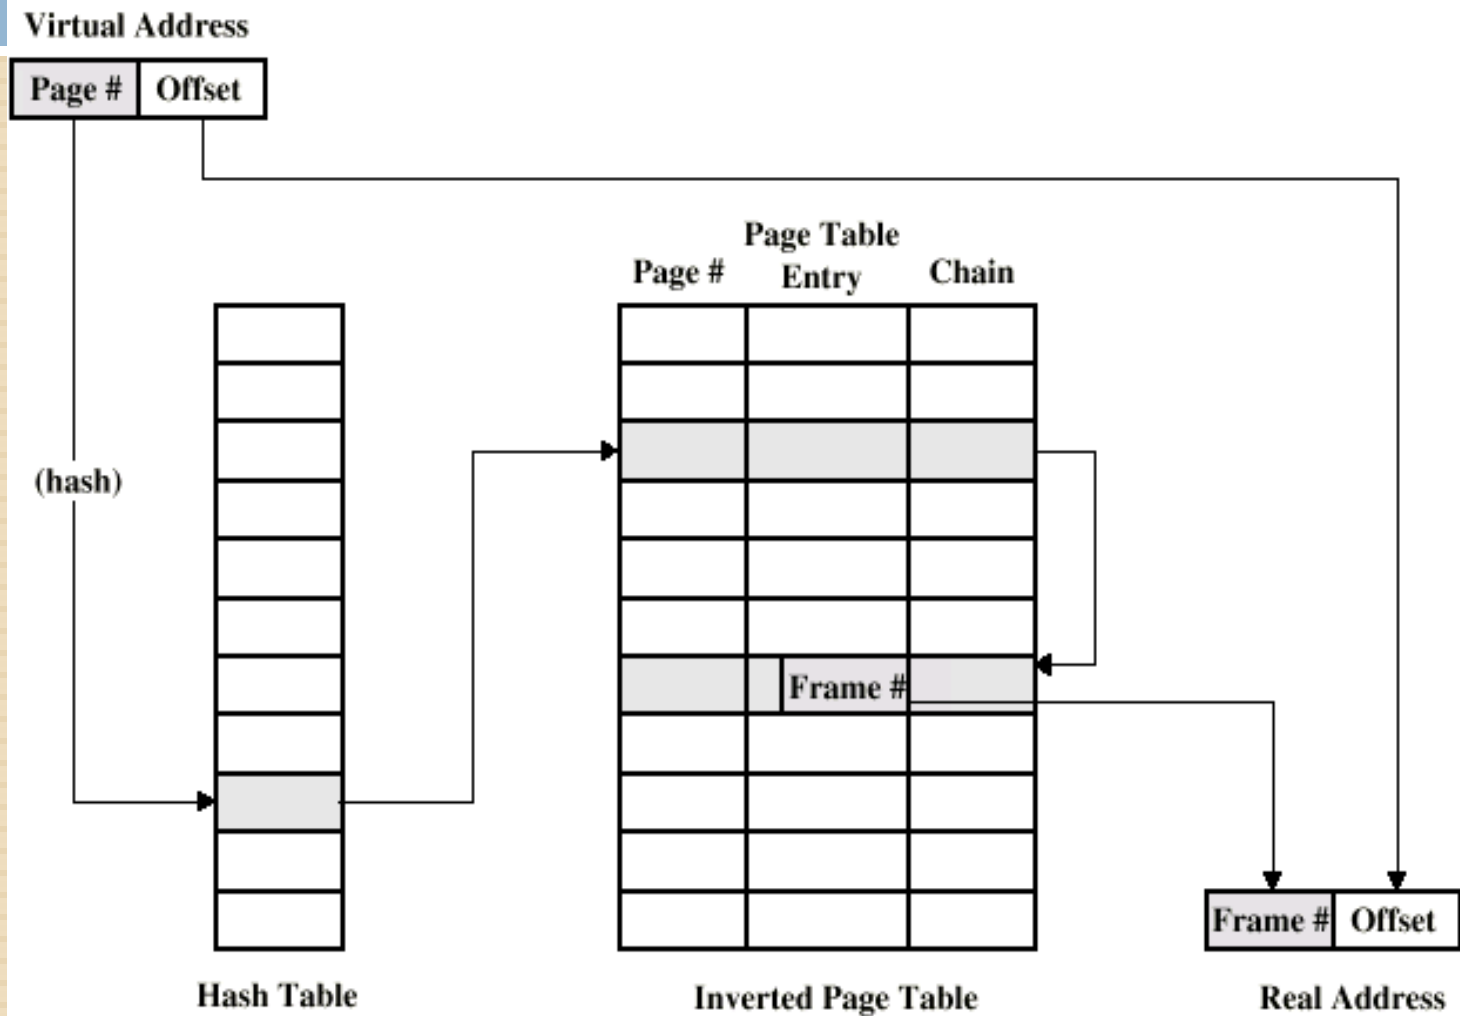 Virtual Address
Page # Offset
Page Table
Page # Entry Chain
(hash)
Frame #
Frame # Offset
Hash Table Inverted Page Table Real Address